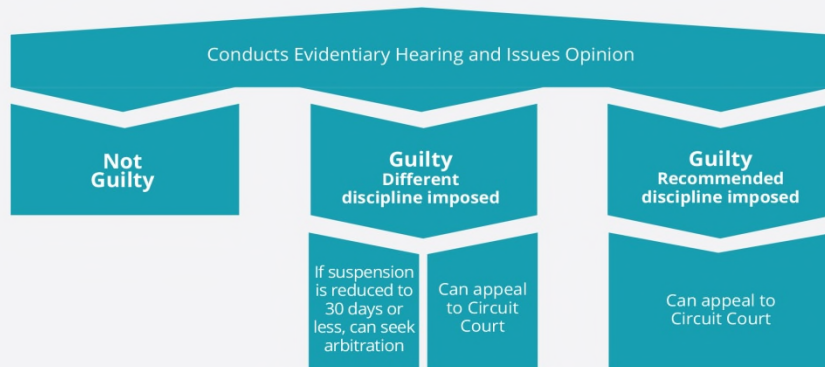 Conducts Evidentiary Hearing and Issues Opinion
Not
Guilty
Guilty
Different
discipline imposed
Guilty
Recommended
discipline imposed
If suspension
is reduced to
30 days or
less, can seek
arbitration
Can appeal
to Circuit
Court
Can appeal to
Circuit Court